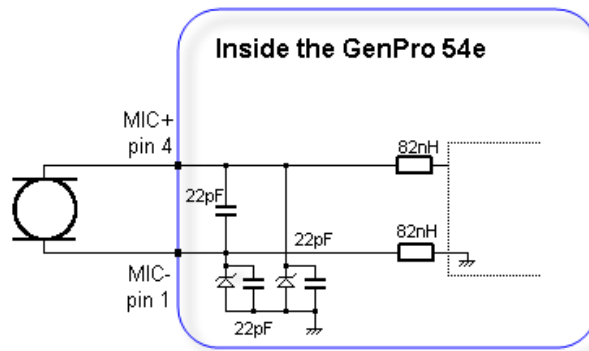 Inside the GenPro 54e
MIC+
pin 4
82nH
22pF
82nH
22pF
MIC-
pin 1
22pF